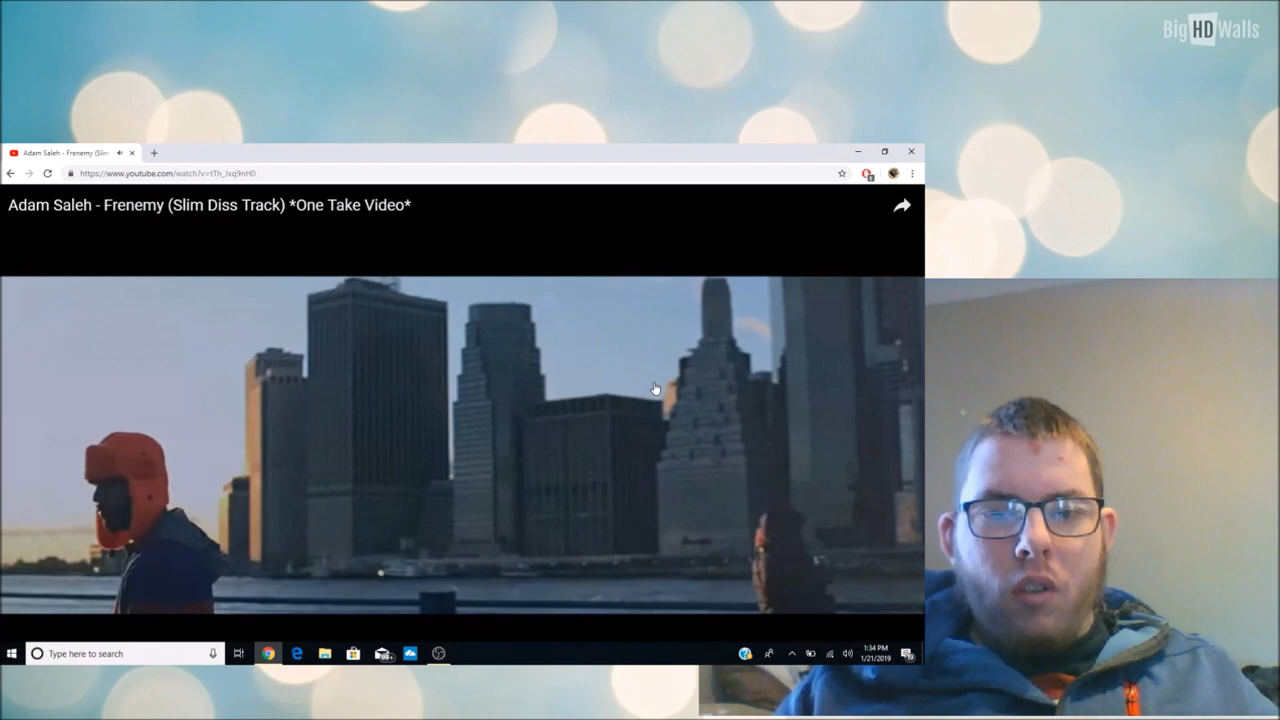 Big HD Walls
Adam Saleh - Frenemy (Slim
https://www.youtube.com/watch?v=tTh_Jxq9nH0
Adam Saleh - Frenemy (Slim Diss Track) *One Take Video*
Type here to search
1:34 PM
1/21/2019